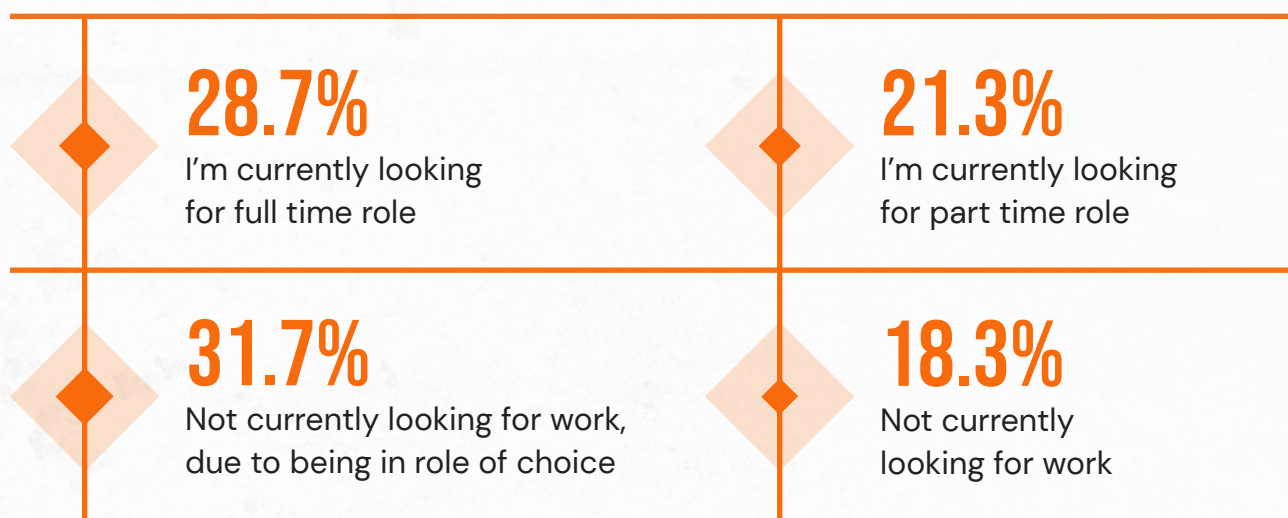 28.7%
I’m currently looking
for full time role
21.3%
I’m currently looking
for part time role
31.7%
Not currently looking for work,
due to being in role of choice
18.3%
Not currently
looking for work